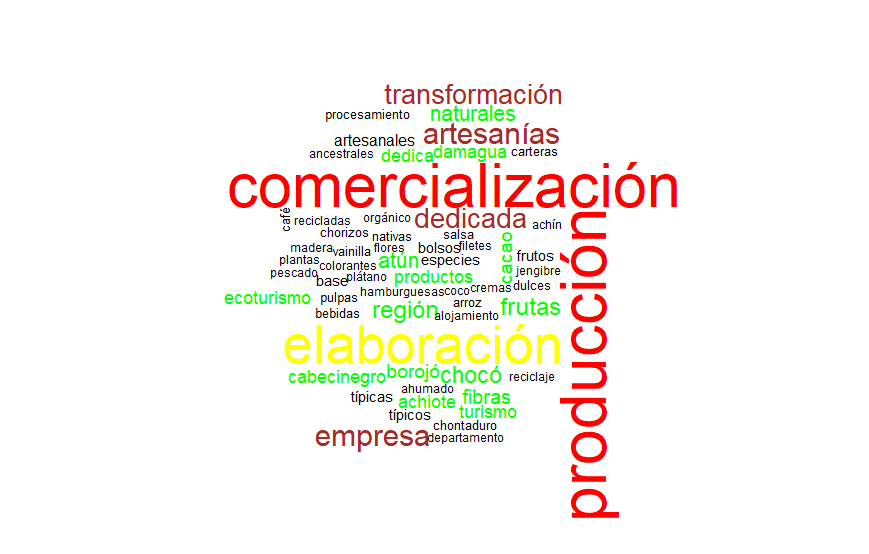 transformación
procesamiento naturales
artesanales artesanías
ancestrales dedica damagua carteras
comercialización
café recicladas orgánico dedicada achín
chorizos nativas salsa
madera vainilla flores bolsos filetes cacao frutos
plantas colorantes atún especies jengibre
pescado base plátano productos dulces
ecoturismo pulpas hamburguesas coco cremas
bebidas región arroz frutas
alojamiento
producción
elaboración
cabecinegro borojó chocó reciclaje
ahumado
típicas achiote fibras
típicos turismo
chontaduro
empresa departamento